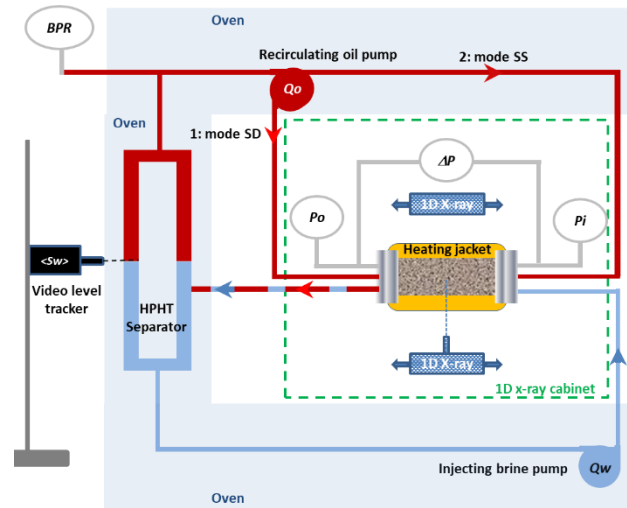 BPR
Oven
Recirculating oil pump
2: mode SS
Qo
Oven
1: mode SD
ΔP
1D X-ray
Po
Pi
<Sw>
Heating jacket
Video level
tracker
HPHT
Separator
1D X-ray
1D x-ray cabinet
Injecting brine pump
Qw
Oven